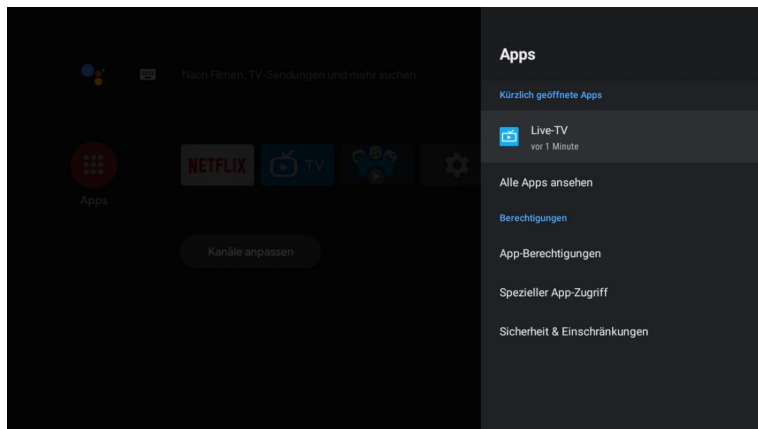 Nach Filmen, TV-Sendungen und mehr suchen
NETFLIX
TV
Apps
Kanäle anpassen
Apps
Kürzlich geöffnete Apps
Live-TV
vor 1 Minute
Alle Apps ansehen
Berechtigungen
App-Berechtigungen
Spezieller App-Zugriff
Sicherheit & Einschränkungen